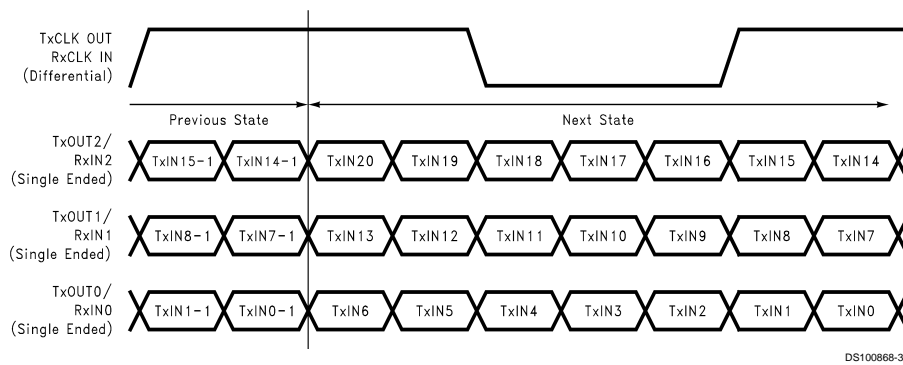 TxCLK OUT
RxCLK IN
(Differential)
Previous State
Next State
TxOUT2/
RxIN2
(Single Ended)
TxIN15-1 TxIN14-1 TxIN20 TxIN19 TxIN18 TxIN17 TxIN16 TxIN15 TxIN14
TxOUT1/
RxIN1
(Single Ended)
TxIN8-1 TxIN7-1 TxIN13 TxIN12 TxIN11 TxIN10 TxIN9 TxIN8 TxIN7
TxOUT0/
RxIN0
(Single Ended)
TxIN1-1 TxIN0-1 TxIN6 TxIN5 TxIN4 TxIN3 TxIN2 TxIN1 TxIN0
DS100868-3